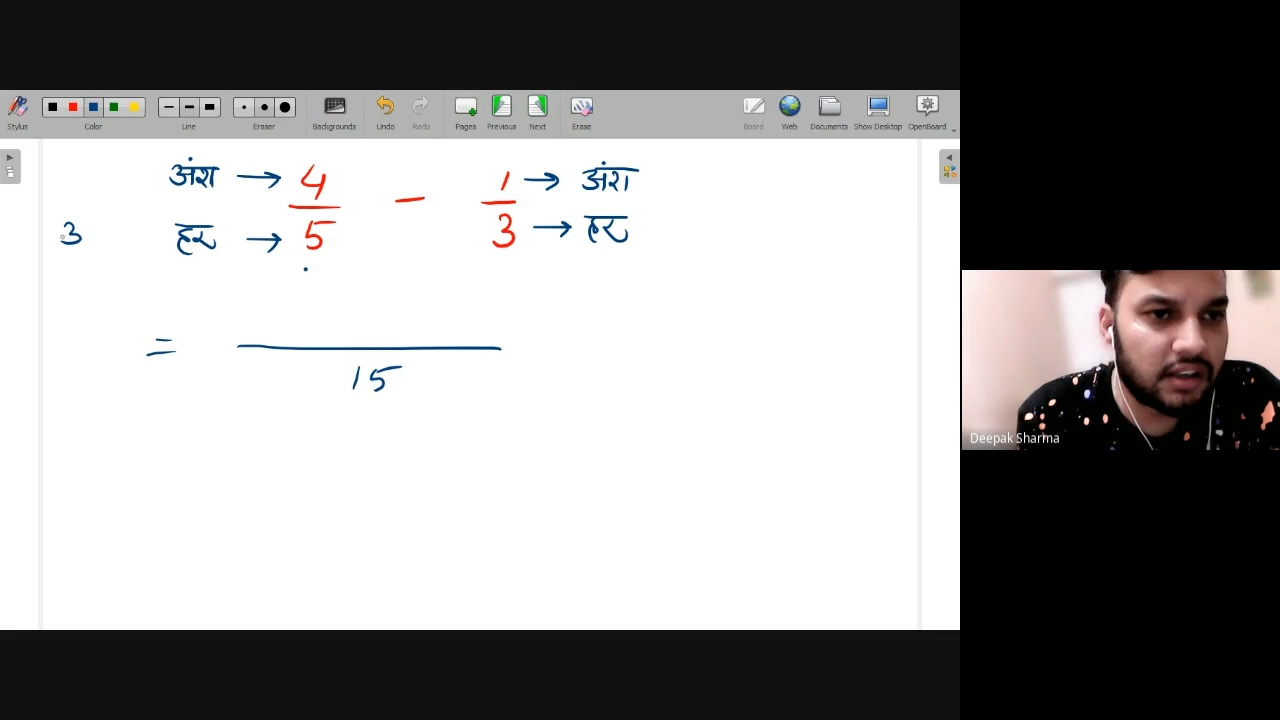 Stylus Color Line Eraser Backgrounds Undo Redo Pages Previous Next Erase Board Web Documents Show Desktop OpenBoard
अंश → 4 - 1 → अंश
3 हर → 5 3 → हर
=
15
Deepak Sharma